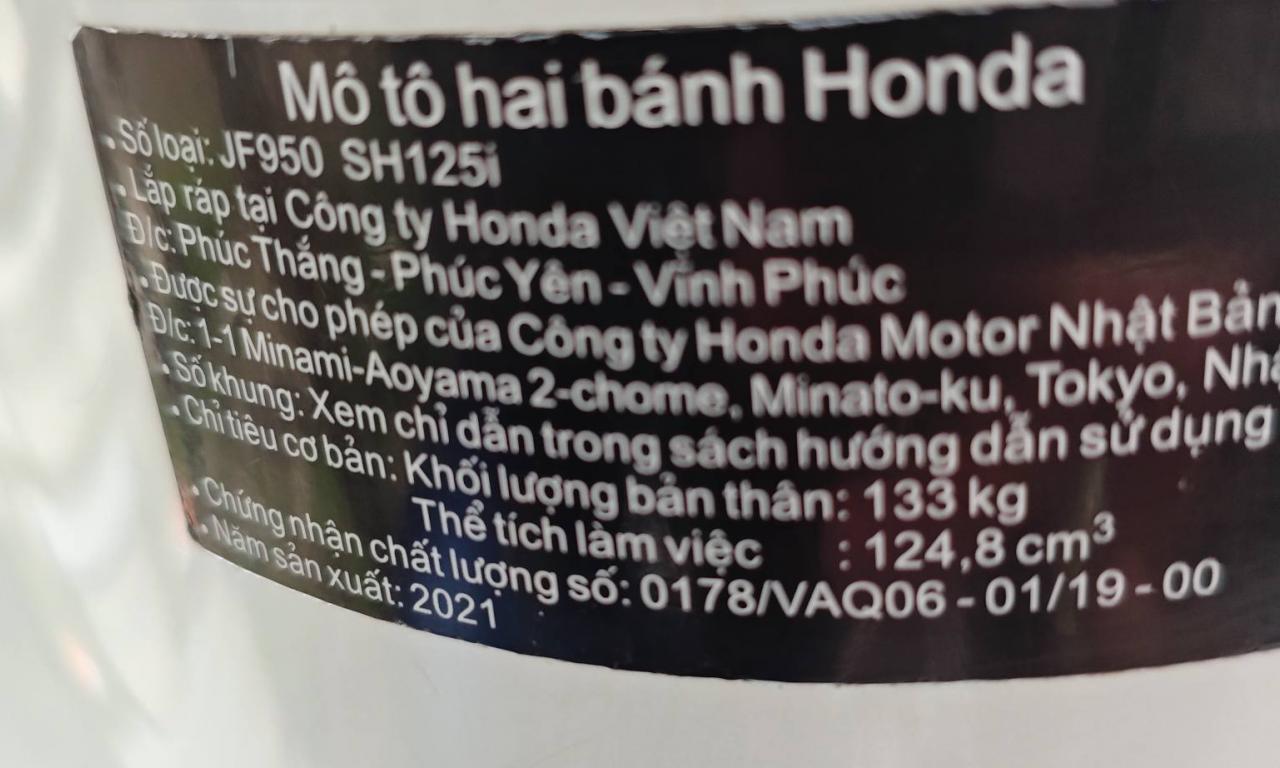 Mô tô hai bánh Honda
• Số loại: JF950 SH125i
• Lắp ráp tại Công ty Honda Việt Nam
Đ/c: Phúc Thắng - Phúc Yên - Vĩnh Phúc
• Được sự cho phép của Công ty Honda Motor Nhật Bản
Đ/c: 1-1 Minami-Aoyama 2-chome, Minato-ku, Tokyo,
• Số khung: Xem chỉ dẫn trong sách hướng dẫn sử dụng
• Chỉ tiêu cơ bản: Khối lượng bản thân: 133 kg
Thể tích làm việc : 124,8 cm³
• Chứng nhận chất lượng số: 0178/VAQ06 - 01/19 - 00
• Năm sản xuất: 2021